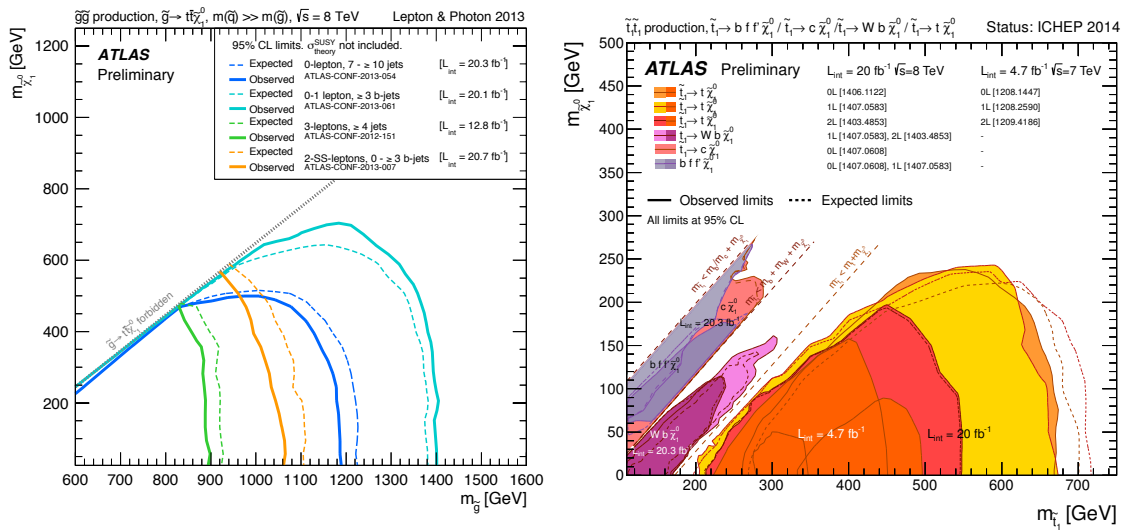 g̃g̃ production, g̃→ tt̄χ̃₁⁰, m(q̃) >> m(g̃), √s = 8 TeV
Lepton & Photon 2013
m_χ̃₁⁰ [GeV]
1200
1000
800
600
400
200
ATLAS
Preliminary
95% CL limits. σ^SUSY_theory not included.
Expected 0-lepton, 7 - ≥ 10 jets [L_int = 20.3 fb⁻¹]
Observed ATLAS-CONF-2013-054
Expected 0-1 lepton, ≥ 3 b-jets [L_int = 20.1 fb⁻¹]
Observed ATLAS-CONF-2013-061
Expected 3-leptons, ≥ 4 jets [L_int = 12.8 fb⁻¹]
Observed ATLAS-CONF-2012-151
Expected 2-SS-leptons, 0 - ≥ 3 b-jets [L_int = 20.7 fb⁻¹]
Observed ATLAS-CONF-2013-007
g̃→ tt̄χ̃₁⁰ forbidden
600 700 800 900 1000 1100 1200 1300 1400 1500 1600
m_g̃ [GeV]
t̃₁t̃₁ production, t̃₁→ b f f' χ̃₁⁰ / t̃₁→ c χ̃₁⁰ / t̃₁→ W b χ̃₁⁰ / t̃₁→ t χ̃₁⁰
Status: ICHEP 2014
m_χ̃₁⁰ [GeV]
500
450
400
350
300
250
200
150
100
50
0
ATLAS Preliminary
L_int = 20 fb⁻¹ √s=8 TeV L_int = 4.7 fb⁻¹ √s=7 TeV
t̃₁→ t χ̃₁⁰ 0L [1406.1122] 0L [1208.1447]
t̃₁→ t χ̃₁⁰ 1L [1407.0583] 1L [1208.2590]
t̃₁→ t χ̃₁⁰ 2L [1403.4853] 2L [1209.4186]
t̃₁→ W b χ̃₁⁰ 1L [1407.0583], 2L [1403.4853] -
t̃₁→ c χ̃₁⁰ 0L [1407.0608] -
b f f' χ̃₁⁰ 0L [1407.0608], 1L [1407.0583] -
Observed limits Expected limits
All limits at 95% CL
c χ̃₁⁰
L_int = 20.3 fb⁻¹
b f f' χ̃₁⁰
W b χ̃₁⁰
L_int = 20.3 fb⁻¹
L_int = 4.7 fb⁻¹
L_int = 20 fb⁻¹
200 300 400 500 600 700
m_t̃₁ [GeV]